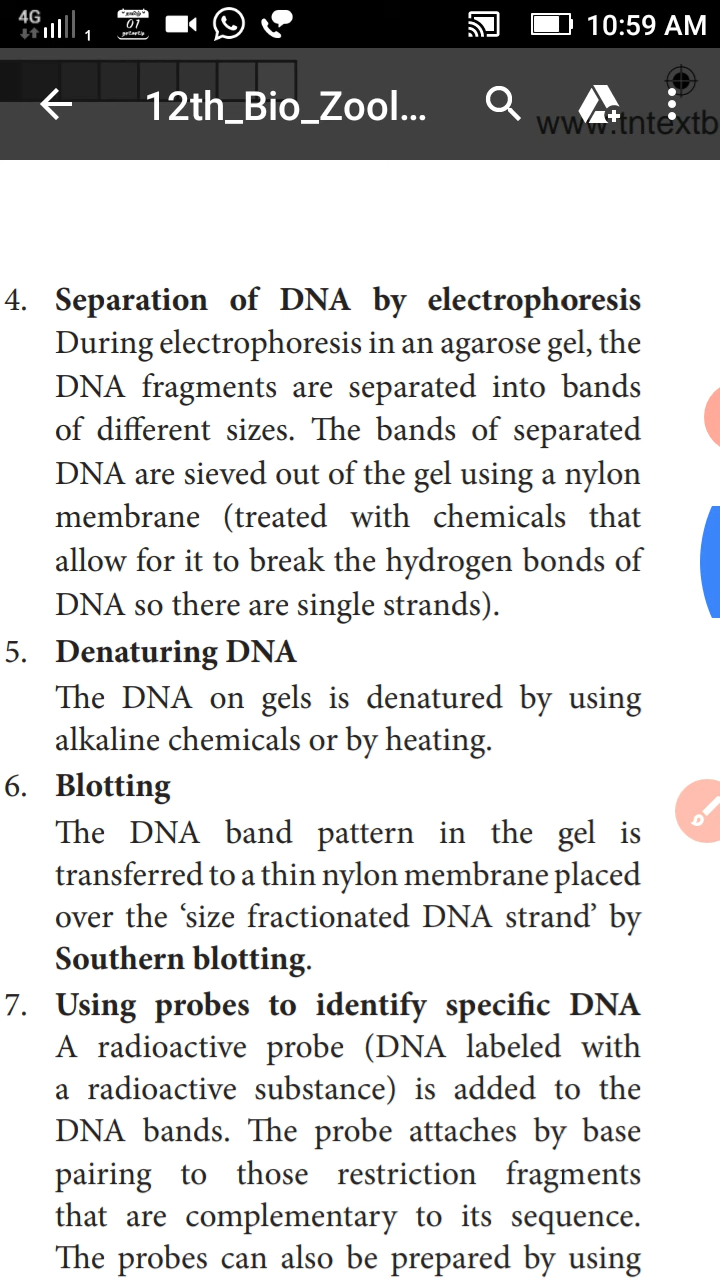 4G 1 01 10:59 AM
12th_Bio_Zool...
www.tntextb
4. Separation of DNA by electrophoresis
During electrophoresis in an agarose gel, the
DNA fragments are separated into bands
of different sizes. The bands of separated
DNA are sieved out of the gel using a nylon
membrane (treated with chemicals that
allow for it to break the hydrogen bonds of
DNA so there are single strands).
5. Denaturing DNA
The DNA on gels is denatured by using
alkaline chemicals or by heating.
6. Blotting
The DNA band pattern in the gel is
transferred to a thin nylon membrane placed
over the ‘size fractionated DNA strand’ by
Southern blotting.
7. Using probes to identify specific DNA
A radioactive probe (DNA labeled with
a radioactive substance) is added to the
DNA bands. The probe attaches by base
pairing to those restriction fragments
that are complementary to its sequence.
The probes can also be prepared by using